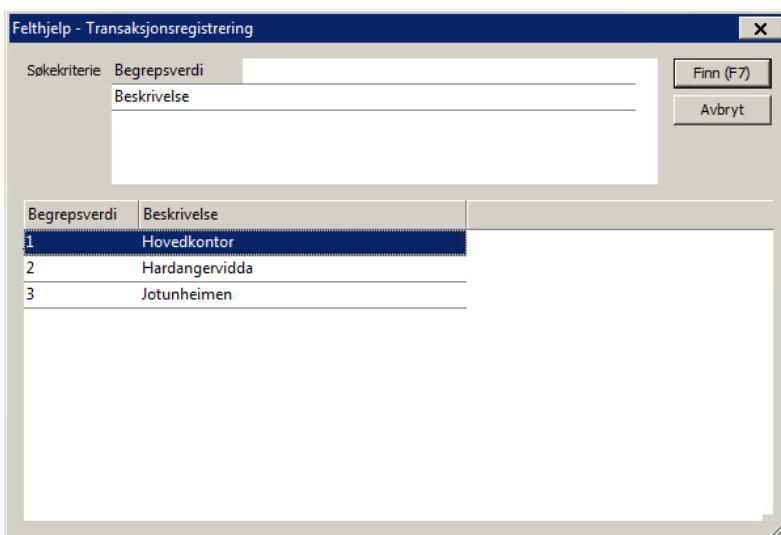 Felthjelp - Transaksjonsregistrering
Søkekriterie Begrepsverdi
Finn (F7)
Beskrivelse
Avbryt
Begrepsverdi Beskrivelse
1 Hovedkontor
2 Hardangervidda
3 Jotunheimen